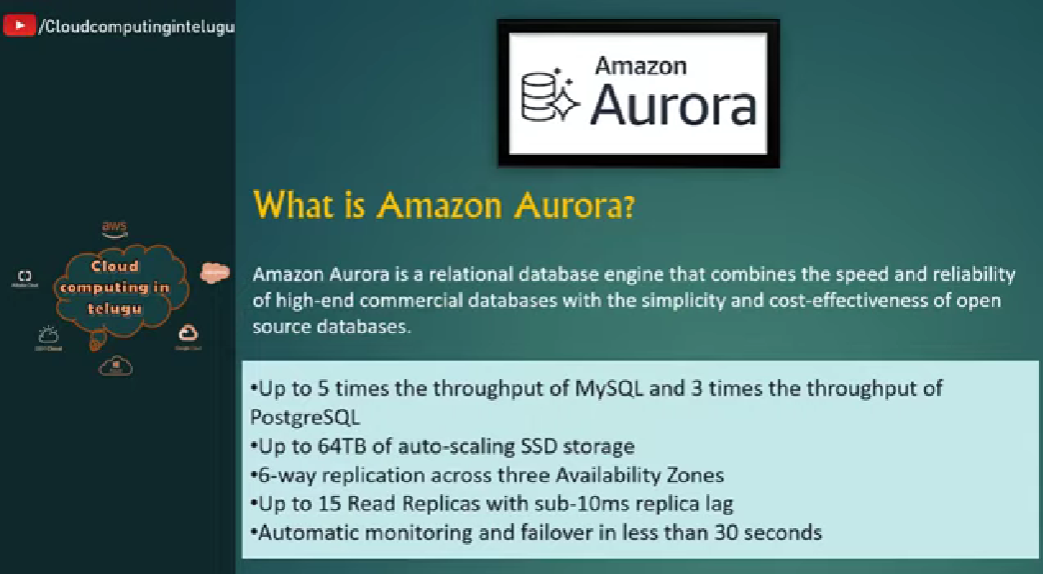 /Cloudcomputingintelugu
Amazon
Aurora
What is Amazon Aurora?
Amazon Aurora is a relational database engine that combines the speed and reliability
of high-end commercial databases with the simplicity and cost-effectiveness of open
source databases.
•Up to 5 times the throughput of MySQL and 3 times the throughput of
PostgreSQL
•Up to 64TB of auto-scaling SSD storage
•6-way replication across three Availability Zones
•Up to 15 Read Replicas with sub-10ms replica lag
•Automatic monitoring and failover in less than 30 seconds
aws
Cloud
computing in
telugu